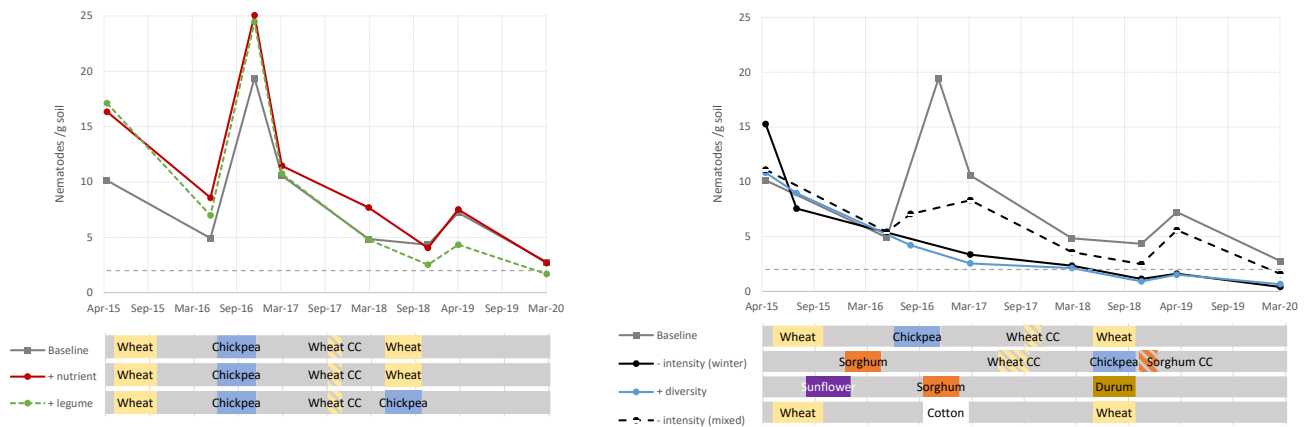 25
20
15
10
5
0
Nematodes /g soil
Apr-15 Sep-15 Mar-16 Sep-16 Mar-17 Sep-17 Mar-18 Sep-18 Apr-19 Sep-19 Mar-20
Baseline Wheat Chickpea Wheat CC Wheat
+ nutrient Wheat Chickpea Wheat CC Wheat
+ legume Wheat Chickpea Wheat CC Chickpea
25
20
15
10
5
0
Nematodes /g soil
Apr-15 Sep-15 Mar-16 Sep-16 Mar-17 Sep-17 Mar-18 Sep-18 Apr-19 Sep-19 Mar-20
Baseline Wheat Chickpea Wheat CC Wheat
- intensity (winter) Sorghum Wheat CC Chickpea Sorghum CC
+ diversity Sunflower Sorghum Durum
- intensity (mixed) Wheat Cotton Wheat